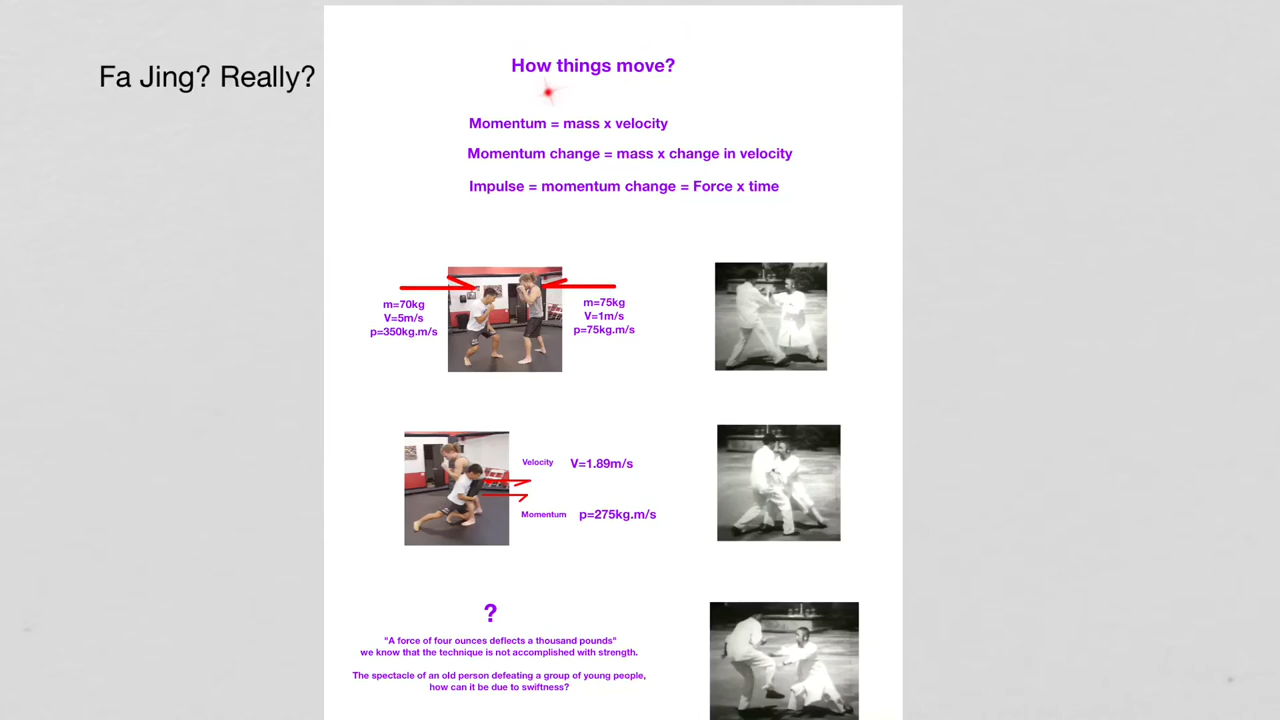 Fa Jing? Really?
How things move?
Momentum = mass x velocity
Momentum change = mass x change in velocity
Impulse = momentum change = Force x time
m=70kg
V=5m/s
p=350kg.m/s
m=75kg
V=1m/s
p=75kg.m/s
Velocity V=1.89m/s
Momentum p=275kg.m/s
?
"A force of four ounces deflects a thousand pounds"
we know that the technique is not accomplished with strength.
The spectacle of an old person defeating a group of young people,
how can it be due to swiftness?